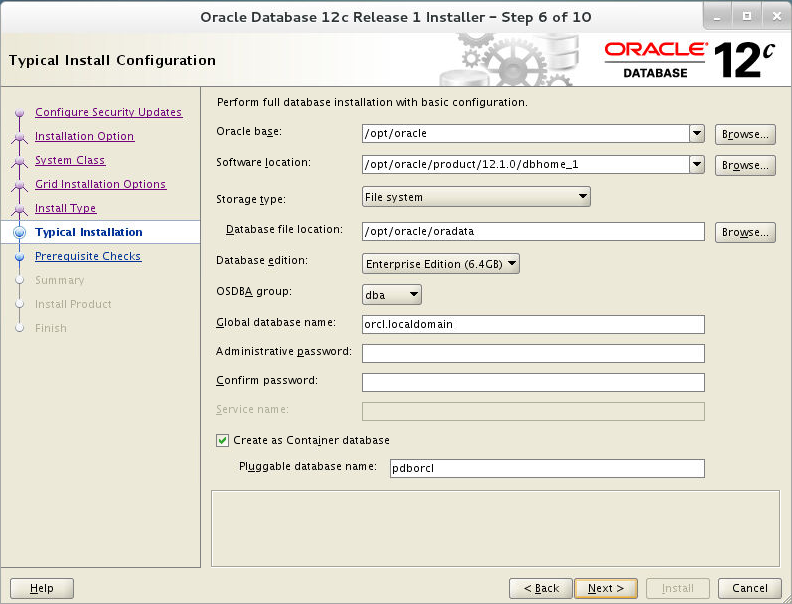 Oracle Database 12c Release 1 Installer - Step 6 of 10
Typical Install Configuration
ORACLE®
DATABASE
12c
Configure Security Updates
Installation Option
System Class
Grid Installation Options
Install Type
Typical Installation
Prerequisite Checks
Summary
Install Product
Finish
Perform full database installation with basic configuration.
Oracle base: /opt/oracle Browse...
Software location: /opt/oracle/product/12.1.0/dbhome_1 Browse...
Storage type: File system
Database file location: /opt/oracle/oradata Browse...
Database edition: Enterprise Edition (6.4GB)
OSDBA group: dba
Global database name: orcl.localdomain
Administrative password:
Confirm password:
Service name:
Create as Container database
Pluggable database name: pdborcl
Help < Back Next > Install Cancel